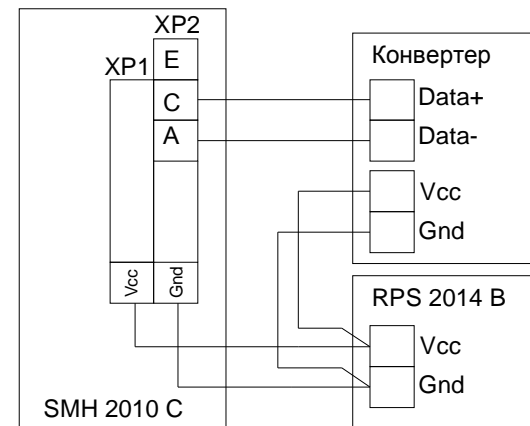 XP2
XP1
E
C
A
Vcc
Gnd
SMH 2010 C
Конвертер
Data+
Data-
Vcc
Gnd
RPS 2014 B
Vcc
Gnd